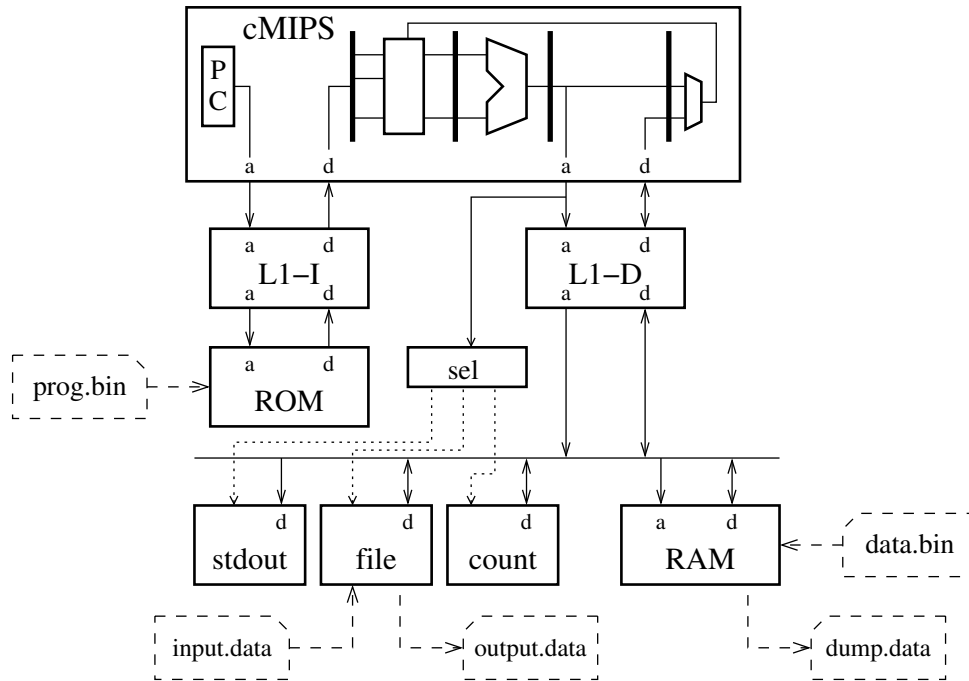 cMIPS
P
C
a d a d
a d a d
L1-I L1-D
a d a d
a d
prog.bin ROM sel
d d d a d
stdout file count RAM data.bin
input.data output.data dump.data